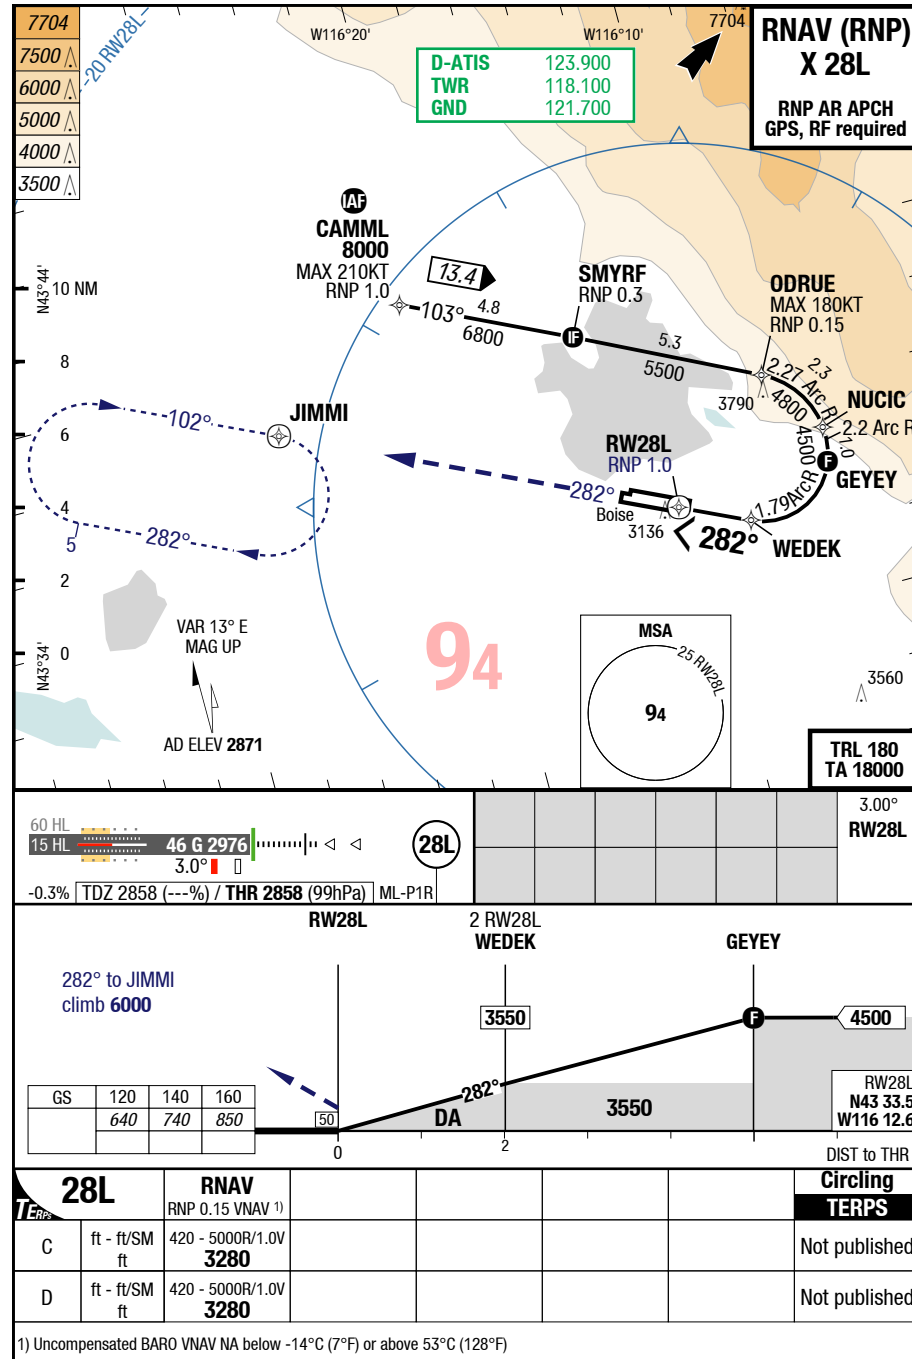 7704
7500
6000
5000
4000
3500
20 RW28L
W116°20'
W116°10'
7704
RNAV (RNP)
X 28L
RNP AR APCH
GPS, RF required
D-ATIS 123.900
TWR 118.100
GND 121.700
IAF
CAMML
8000
MAX 210KT
RNP 1.0
13.4
103°
4.8
6800
SMYRF
RNP 0.3
IF
5.3
5500
ODRUE
MAX 180KT
RNP 0.15
2.3
2.27 Arc R
4800
3790
NUCIC
2.2 Arc R
1.0
4500
F
GEYEY
1.79ArcR
WEDEK
RW28L
RNP 1.0
282°
Boise
3136
282°
JIMMI
102°
282°
5
N43°44'
10 NM
8
6
4
2
0
N43°34'
VAR 13° E
MAG UP
AD ELEV 2871
94
MSA
25 RW28L
94
3560
TRL 180
TA 18000
60 HL
15 HL
46 G 2976
3.0°
28L
-0.3%
TDZ 2858 (---%) / THR 2858 (99hPa)
ML-P1R
3.00°
RW28L
RW28L
2 RW28L
WEDEK
GEYEY
282° to JIMMI
climb 6000
3550
F
4500
282°
DA
3550
50
GS 120 140 160
640 740 850
RW28L
N43 33.5
W116 12.6
0
2
DIST to THR
TERPS
28L
RNAV
RNP 0.15 VNAV 1)
Circling
TERPS
C
ft - ft/SM
ft
420 - 5000R/1.0V
3280
Not published
D
ft - ft/SM
ft
420 - 5000R/1.0V
3280
Not published
1) Uncompensated BARO VNAV NA below -14°C (7°F) or above 53°C (128°F)